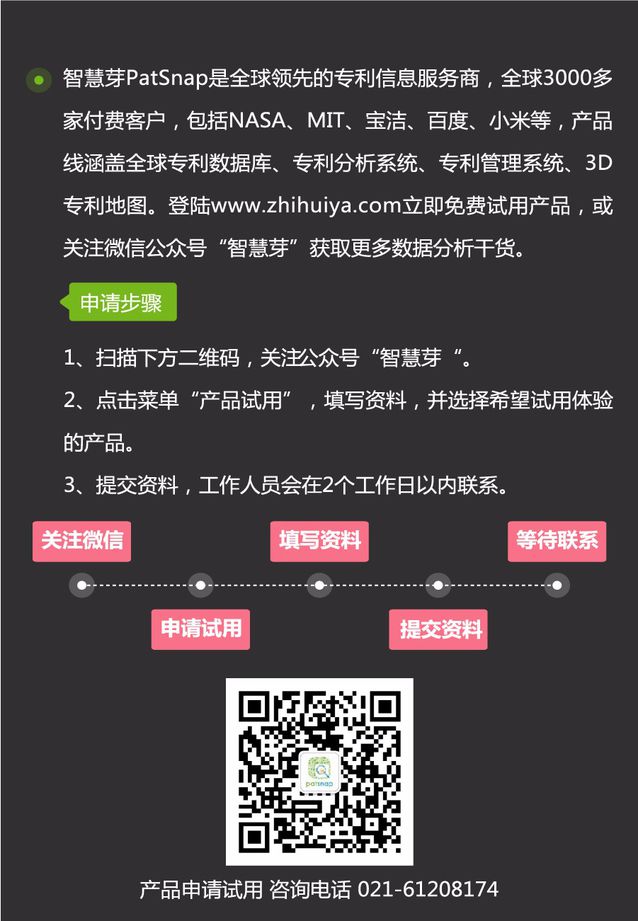 智慧芽PatSnap是全球领先的专利信息服务商，全球3000多
家付费客户，包括NASA、MIT、宝洁、百度、小米等，产品
线涵盖全球专利数据库、专利分析系统、专利管理系统、3D
专利地图。登陆www.zhihuiya.com立即免费试用产品，或
关注微信公众号“智慧芽”获取更多数据分析干货。
申请步骤
1、扫描下方二维码，关注公众号“智慧芽“。
2、点击菜单“产品试用”，填写资料，并选择希望试用体验
的产品。
3、提交资料，工作人员会在2个工作日以内联系。
关注微信
填写资料
等待联系
申请试用
提交资料
patsnap
产品申请试用 咨询电话 021-61208174